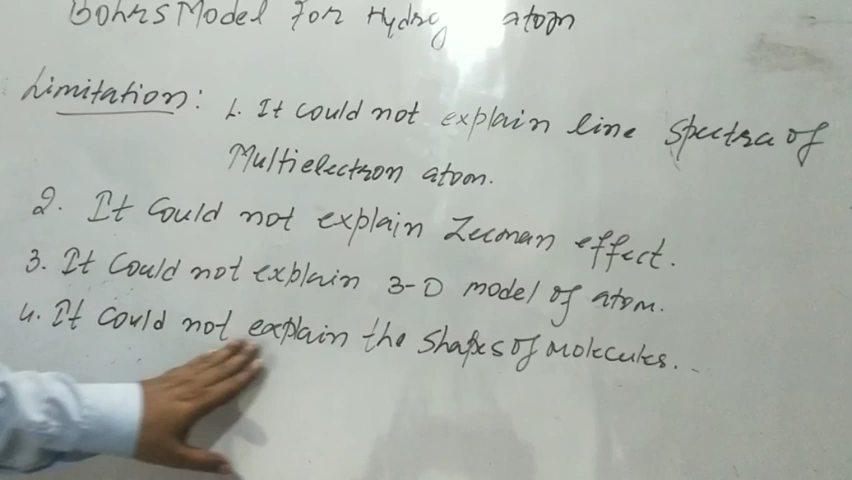 Bohrs Model For Hydrog atom
Limitation: 1. It could not explain line spectra of
Multielectron atom.
2. It Could not explain Zeeman effect.
3. It Could not explain 3-D model of atom.
4. It Could not explain the shapes of molecules.